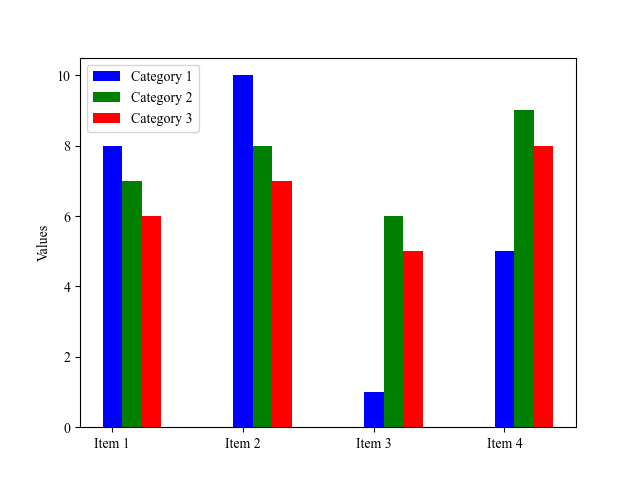 Category 1
Category 2
Category 3
Values
10
8
6
4
2
0
Item 1 Item 2 Item 3 Item 4